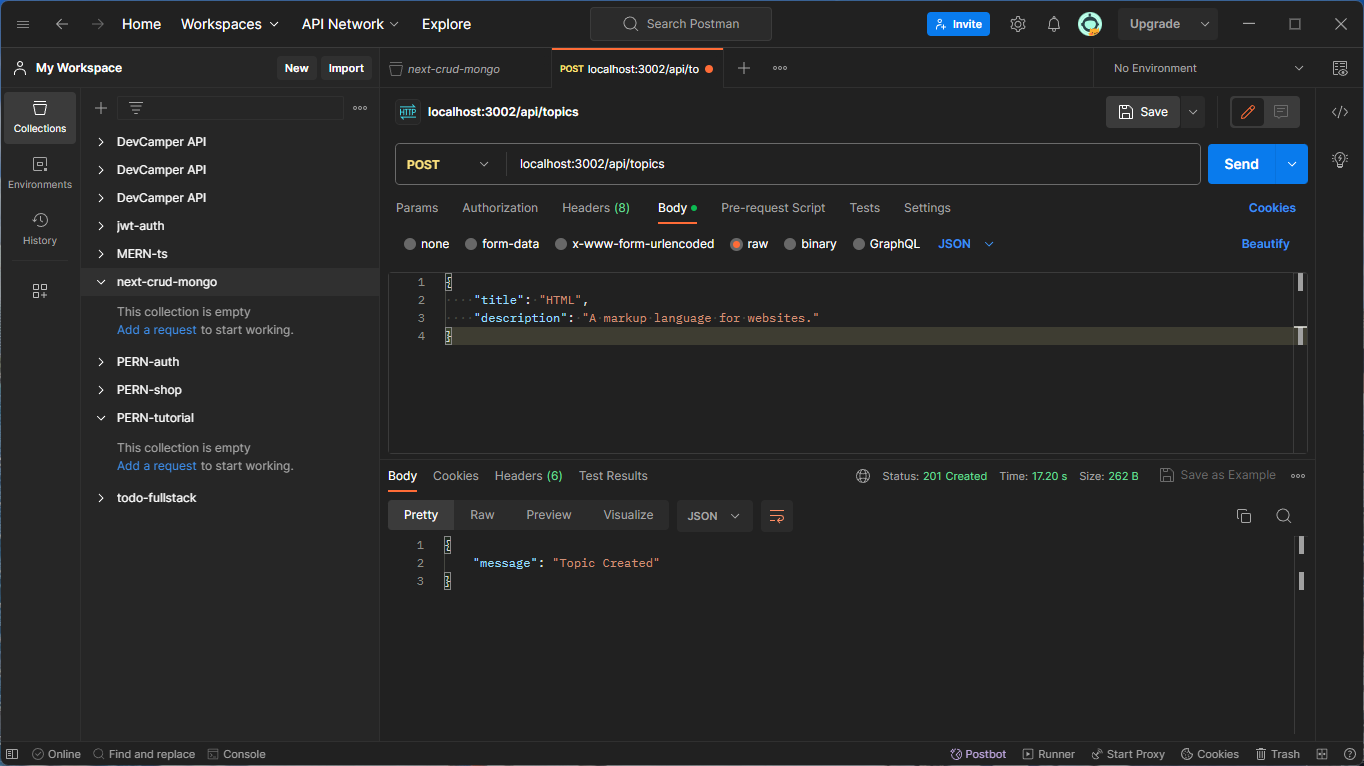 Home Workspaces API Network Explore Search Postman Invite Upgrade
My Workspace New Import next-crud-mongo POST localhost:3002/api/to No Environment
Collections
Environments
History
DevCamper API
DevCamper API
DevCamper API
jwt-auth
MERN-ts
next-crud-mongo
This collection is empty
Add a request to start working.
PERN-auth
PERN-shop
PERN-tutorial
This collection is empty
Add a request to start working.
todo-fullstack
HTTP localhost:3002/api/topics Save
POST localhost:3002/api/topics Send
Params Authorization Headers (8) Body Pre-request Script Tests Settings Cookies
none form-data x-www-form-urlencoded raw binary GraphQL JSON Beautify
1 {
2 "title": "HTML",
3 "description": "A markup language for websites."
4 }
Body Cookies Headers (6) Test Results Status: 201 Created Time: 17.20 s Size: 262 B Save as Example
Pretty Raw Preview Visualize JSON
1 {
2 "message": "Topic Created"
3 }
Online Find and replace Console Postbot Runner Start Proxy Cookies Trash